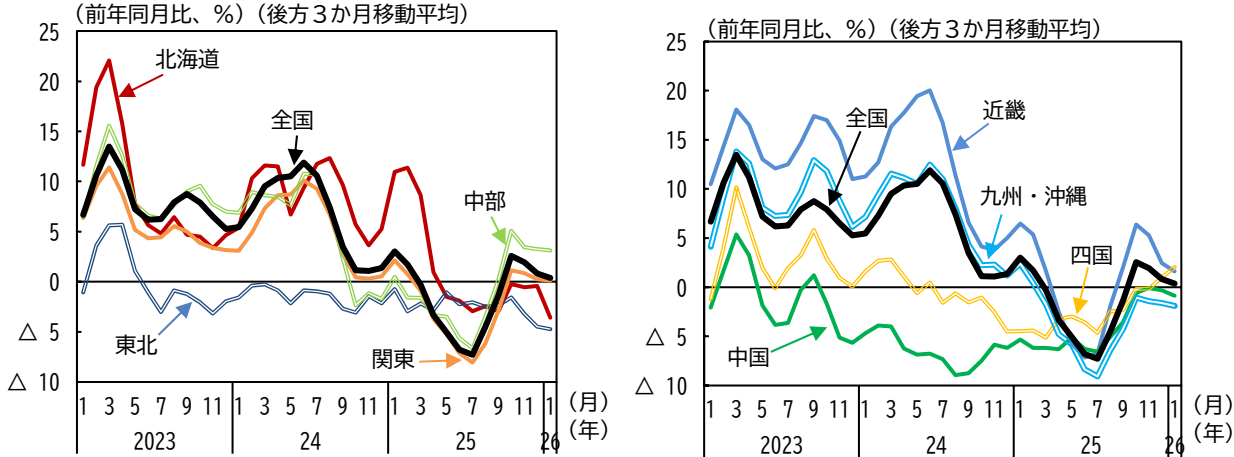 （前年同月比、％）（後方３か月移動平均）
25
20
15
10
5
0
△ 5
△ 10
北海道
全国
中部
東北
関東
1 3 5 7 9 11 1 3 5 7 9 11 1 3 5 7 9 11 1 （月）
2023 24 25 26 （年）
（前年同月比、％）（後方３か月移動平均）
25
20
15
10
5
0
△ 5
△ 10
近畿
全国
九州・沖縄
四国
中国
1 3 5 7 9 11 1 3 5 7 9 11 1 3 5 7 9 11 1 （月）
2023 24 25 26 （年）